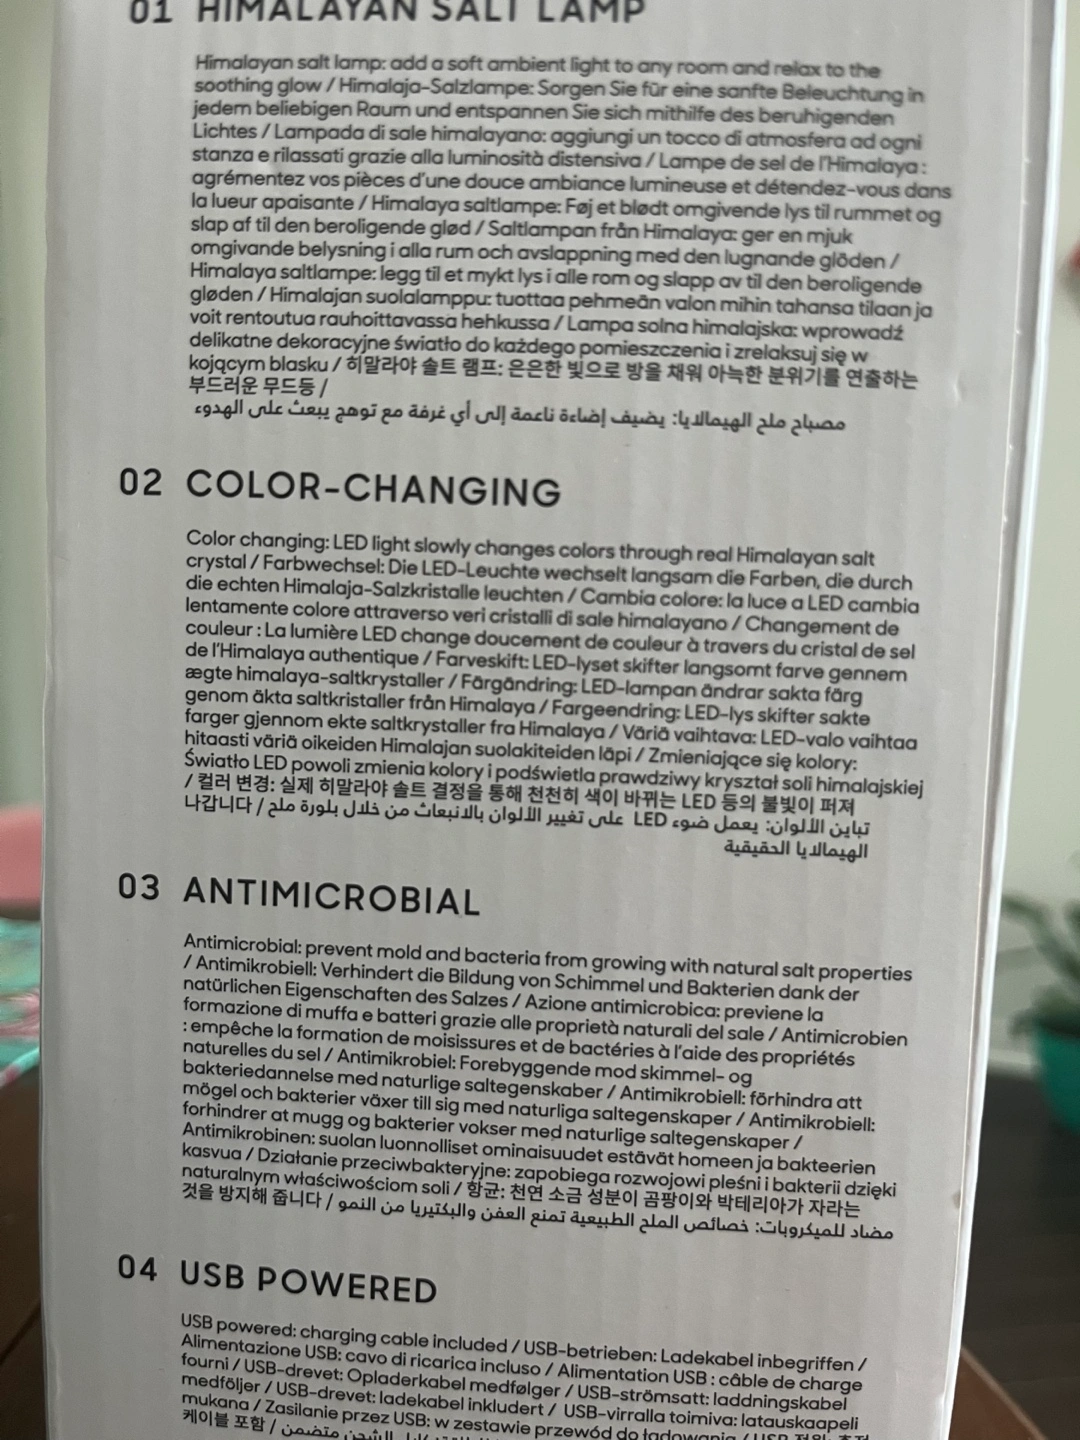 01 HIMALAYAN SALT LAMP
Himalayan salt lamp: add a soft ambient light to any room and relax to the
soothing glow / Himalaja-Salzlampe: Sorgen Sie für eine sanfte Beleuchtung in
jedem beliebigen Raum und entspannen Sie sich mithilfe des beruhigenden
Lichtes / Lampada di sale himalayano: aggiungi un tocco di atmosfera ad ogni
stanza e rilassati grazie alla luminosità distensiva / Lampe de sel de l'Himalaya :
agrémentez vos pièces d'une douce ambiance lumineuse et détendez-vous dans
la lueur apaisante / Himalaya saltlampe: Føj et blødt omgivende lys til rummet og
slap af til den beroligende glød / Saltlampan från Himalaya: ger en mjuk
omgivande belysning i alla rum och avslappning med den lugnande glöden /
Himalaya saltlampe: legg til et mykt lys i alle rom og slapp av til den beroligende
gløden / Himalajan suolalamppu: tuottaa pehmeän valon mihin tahansa tilaan ja
voit rentoutua rauhoittavassa hehkussa / Lampa solna himalajska: wprowadź
delikatne dekoracyjne światło do każdego pomieszczenia i zrelaksuj się w
kojącym blasku / 히말라야 솔트 램프: 은은한 빛으로 방을 채워 아늑한 분위기를 연출하는
부드러운 무드등 /
مصباح ملح الهيمالايا: يضيف إضاءة ناعمة إلى أي غرفة مع توهج يبعث على الهدوء
02 COLOR-CHANGING
Color changing: LED light slowly changes colors through real Himalayan salt
crystal / Farbwechsel: Die LED-Leuchte wechselt langsam die Farben, die durch
die echten Himalaja-Salzkristalle leuchten / Cambia colore: la luce a LED cambia
lentamente colore attraverso veri cristalli di sale himalayano / Changement de
couleur : La lumière LED change doucement de couleur à travers du cristal de sel
de l'Himalaya authentique / Farveskift: LED-lyset skifter langsomt farve gennem
ægte himalaya-saltkrystaller / Färgändring: LED-lampan ändrar sakta färg
genom äkta saltkristaller från Himalaya / Fargeendring: LED-lys skifter sakte
farger gjennom ekte saltkrystaller fra Himalaya / Väriä vaihtava: LED-valo vaihtaa
hitaasti väriä oikeiden Himalajan suolakiteiden läpi / Zmieniające się kolory:
Światło LED powoli zmienia kolory i podświetla prawdziwy kryształ soli himalajskiej
/ 컬러 변경: 실제 히말라야 솔트 결정을 통해 천천히 색이 바뀌는 LED 등의 불빛이 퍼져
나갑니다 / تباين الألوان: يعمل ضوء LED على تغيير الألوان بالانبعاث من خلال بلورة ملح
الهيمالايا الحقيقية
03 ANTIMICROBIAL
Antimicrobial: prevent mold and bacteria from growing with natural salt properties
/ Antimikrobiell: Verhindert die Bildung von Schimmel und Bakterien dank der
natürlichen Eigenschaften des Salzes / Azione antimicrobica: previene la
formazione di muffa e batteri grazie alle proprietà naturali del sale / Antimicrobien
: empêche la formation de moisissures et de bactéries à l'aide des propriétés
naturelles du sel / Antimikrobiel: Forebyggende mod skimmel- og
bakteriedannelse med naturlige saltegenskaber / Antimikrobiell: förhindra att
mögel och bakterier växer till sig med naturliga saltegenskaper / Antimikrobiell:
forhindrer at mugg og bakterier vokser med naturlige saltegenskaper /
Antimikrobinen: suolan luonnolliset ominaisuudet estävät homeen ja bakteerien
kasvua / Działanie przeciwbakteryjne: zapobiega rozwojowi pleśni i bakterii dzięki
naturalnym właściwościom soli / 항균: 천연 소금 성분이 곰팡이와 박테리아가 자라는
것을 방지해 줍니다 / مضاد للميكروبات: خصائص الملح الطبيعية تمنع العفن والبكتيريا من النمو
04 USB POWERED
USB powered: charging cable included / USB-betrieben: Ladekabel inbegriffen /
Alimentazione USB: cavo di ricarica incluso / Alimentation USB : câble de charge
fourni / USB-drevet: Opladerkabel medfølger / USB-strömsatt: laddningskabel
medföljer / USB-drevet: ladekabel inkludert / USB-virralla toimiva: latauskaapeli
mukana / Zasilanie przez USB: w zestawie przewód do ładowania / USB
케이블 포함 / الشحن متضمن